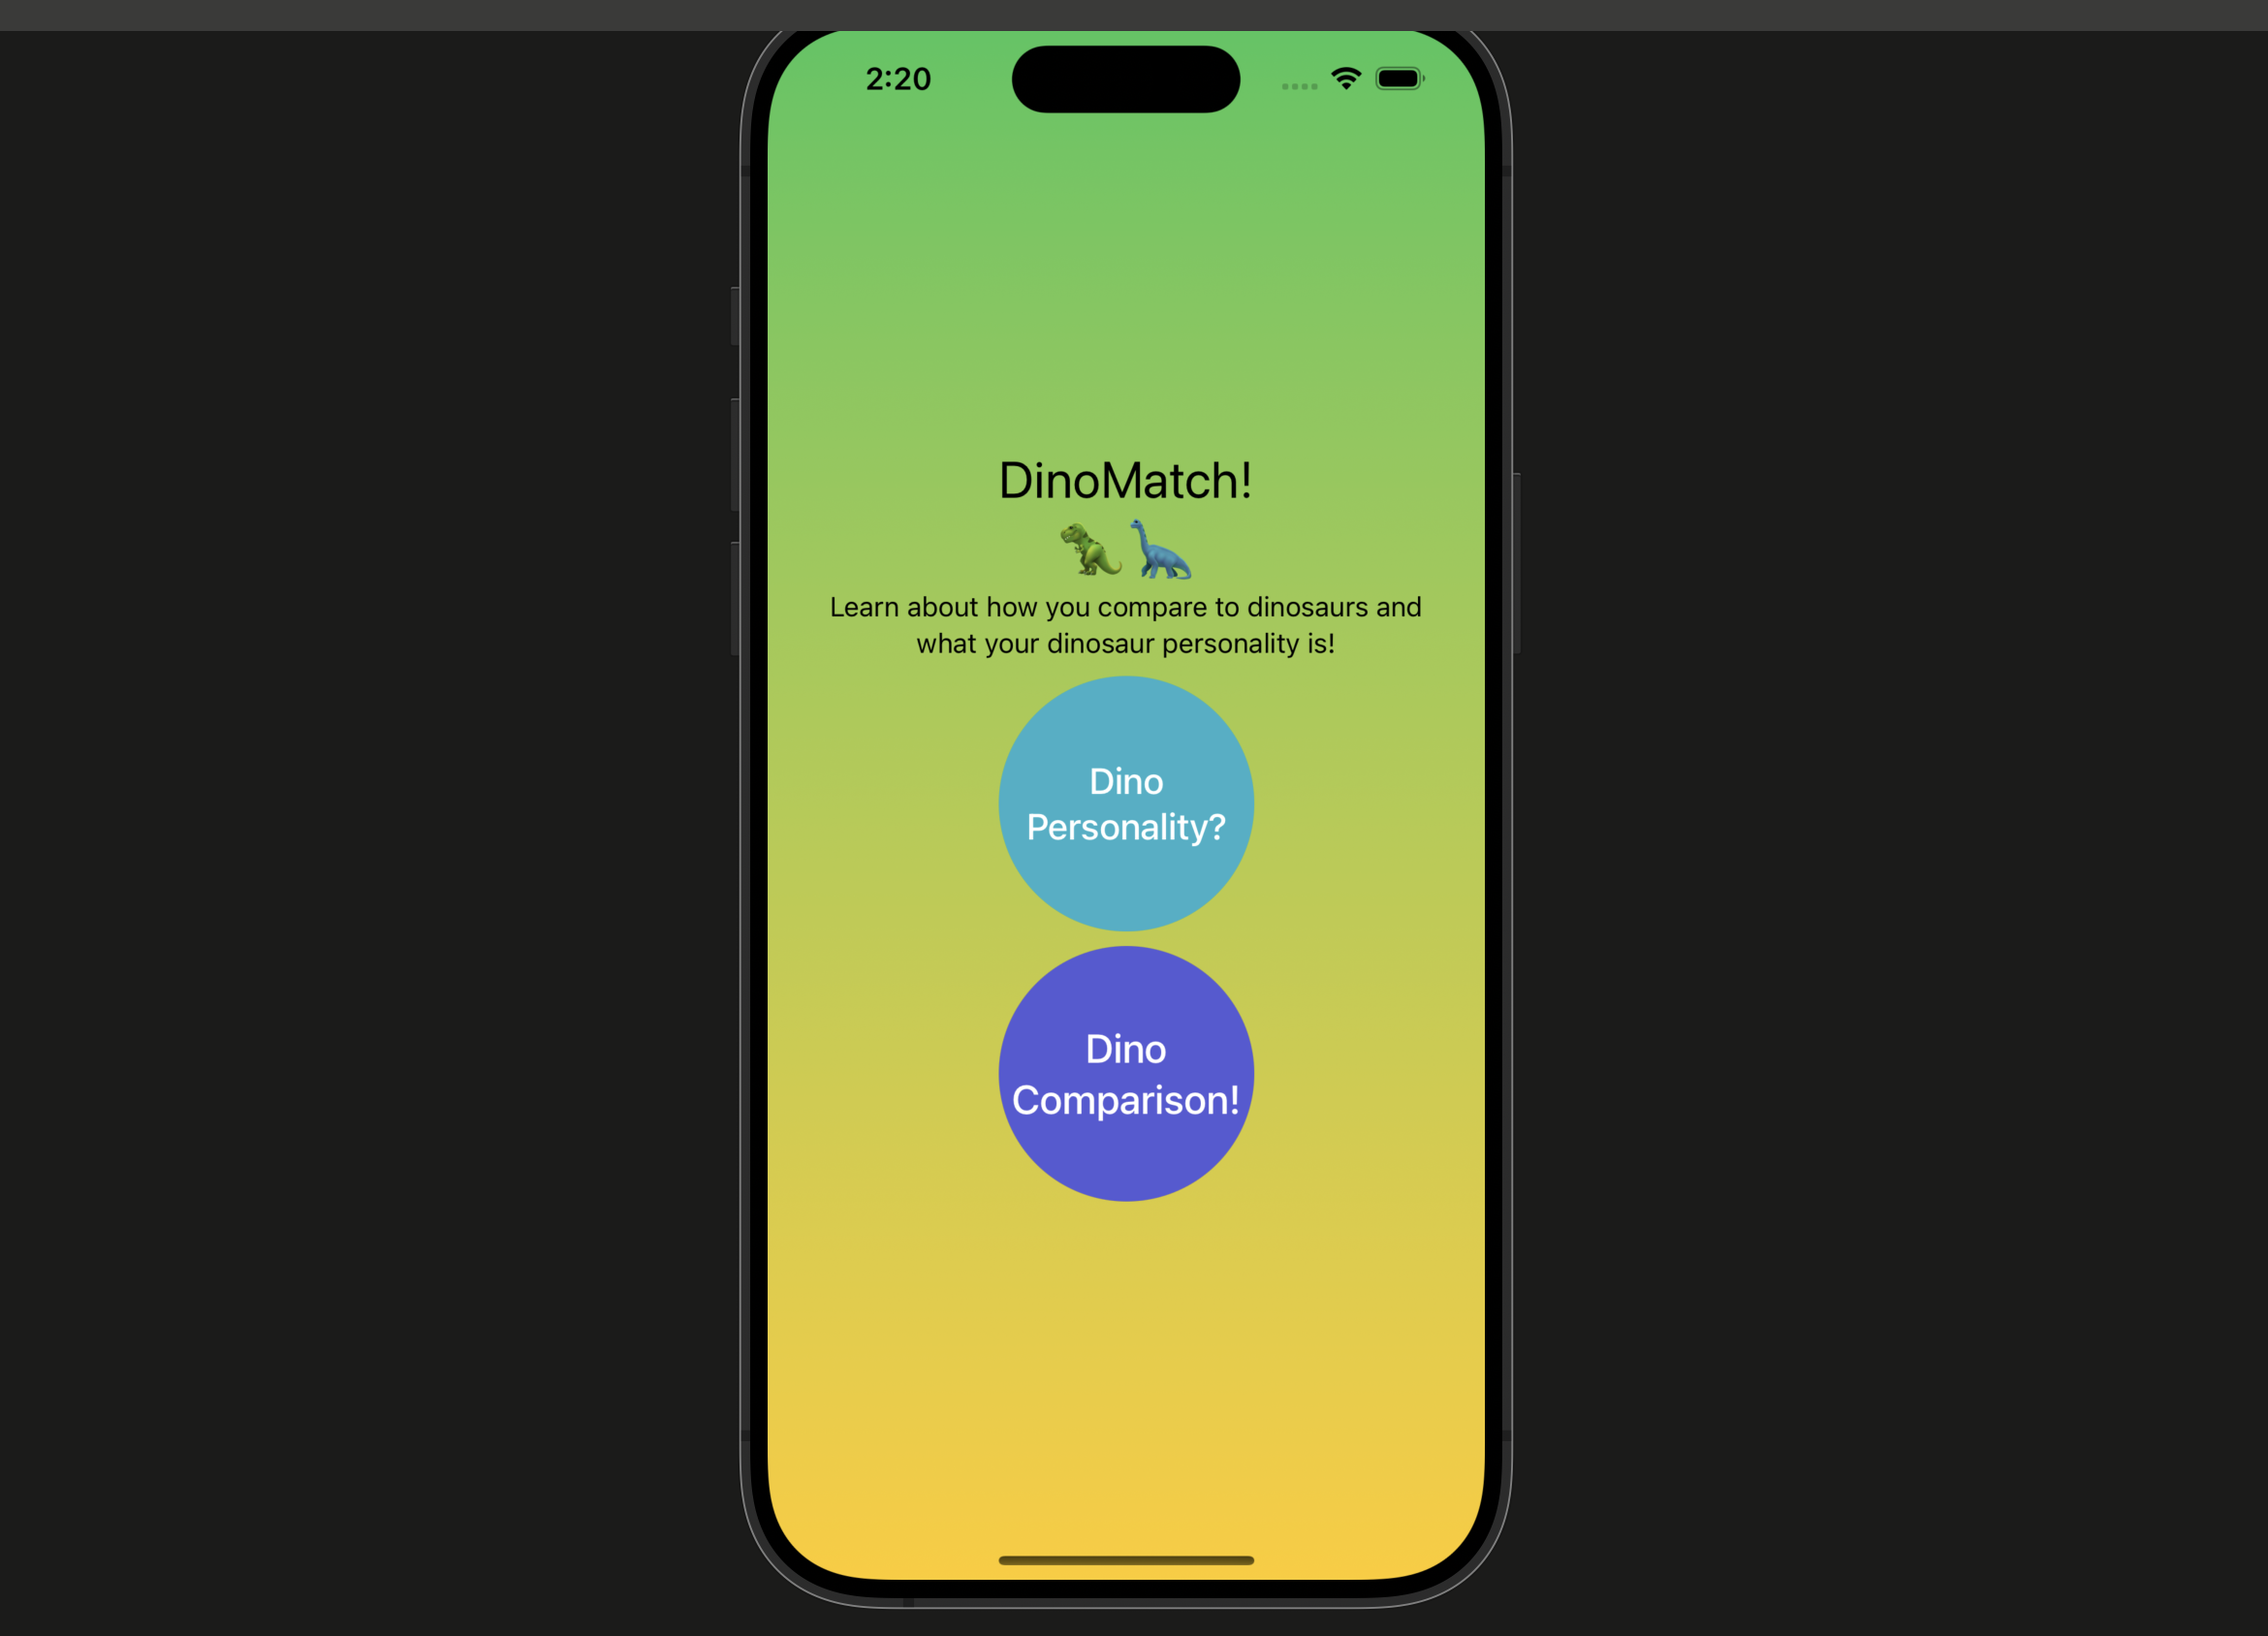 2:20
DinoMatch!
Learn about how you compare to dinosaurs and
what your dinosaur personality is!
Dino
Personality?
Dino
Comparison!